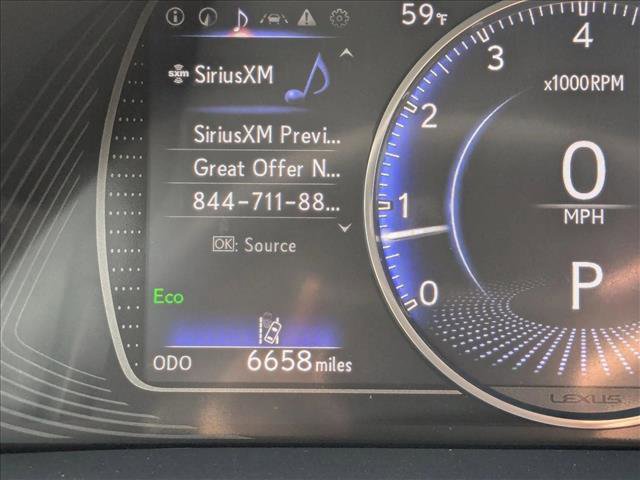 59°F
sxm SiriusXM
SiriusXM Previ...
Great Offer N...
844-711-88...
OK: Source
Eco
ODO 6658 miles
4
3
x1000RPM
2
1
0
0
MPH
P
LEXUS